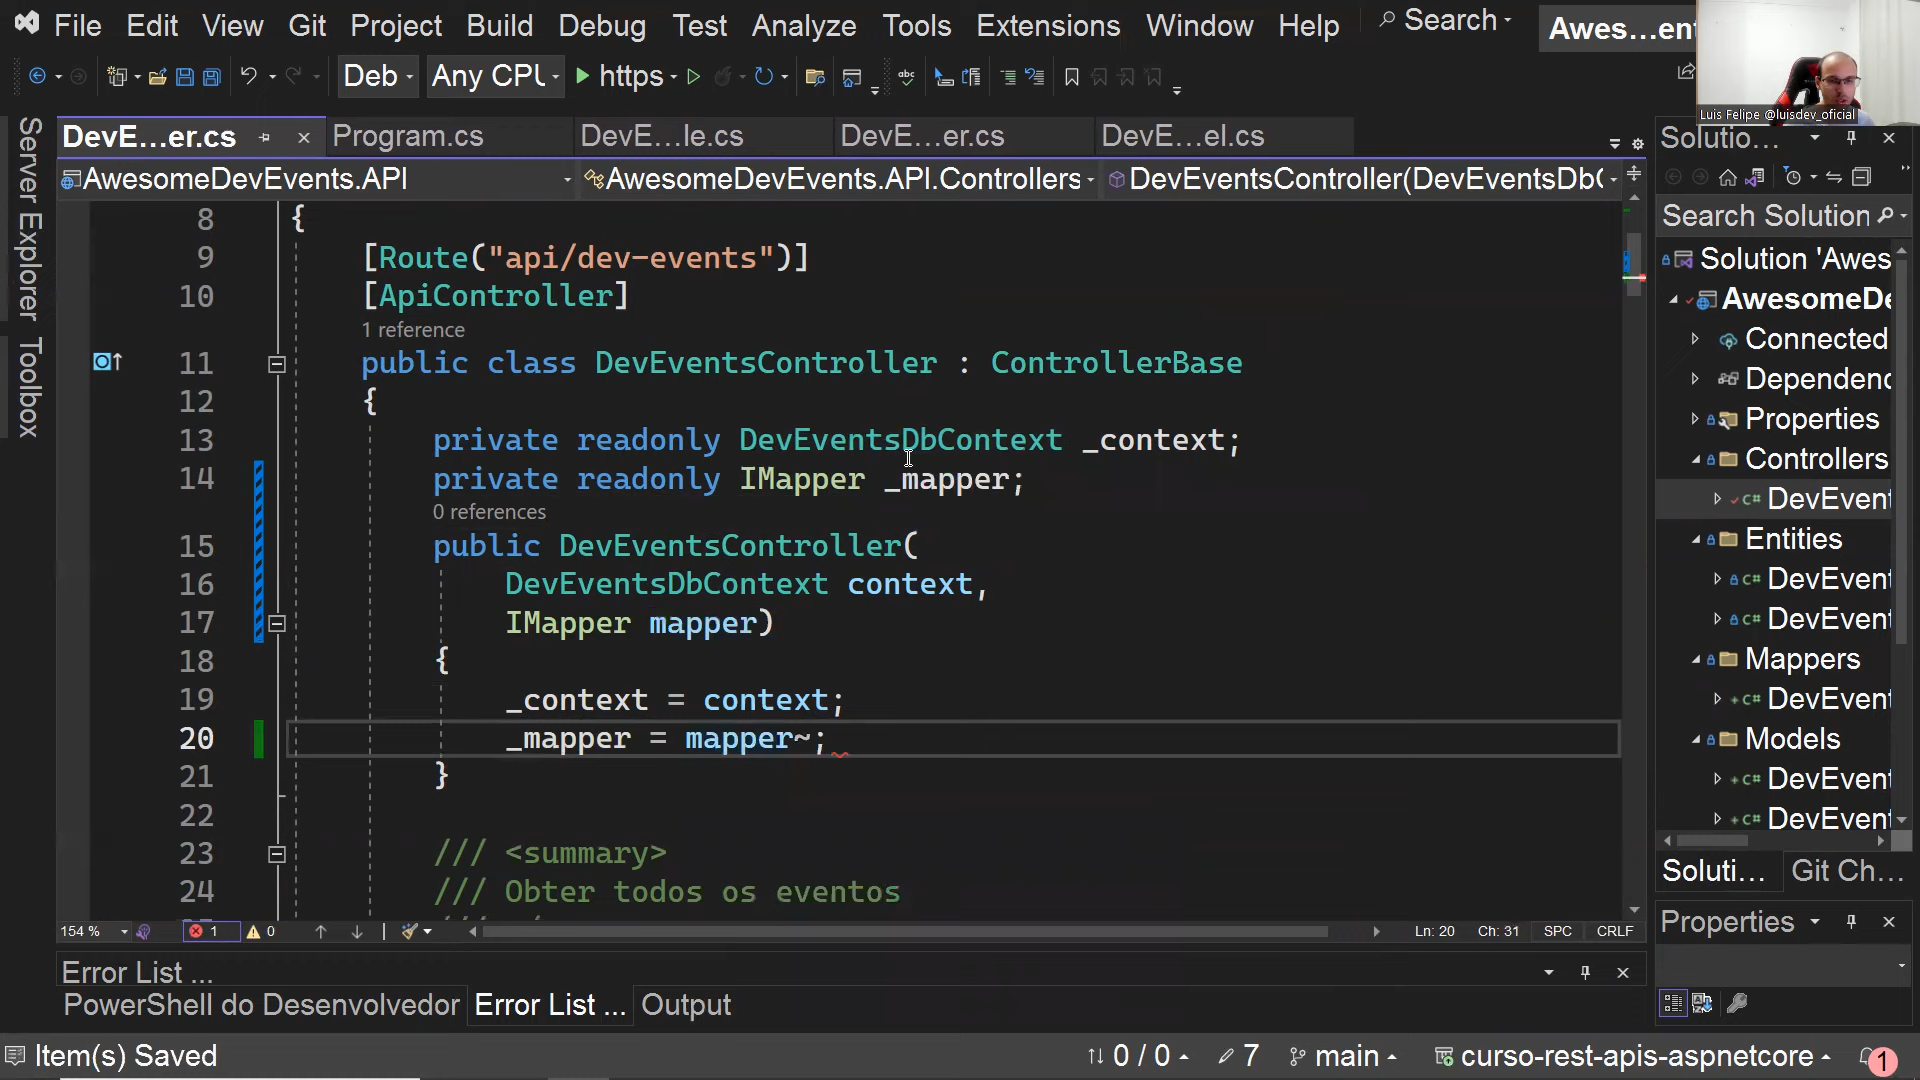 File Edit View Git Project Build Debug Test Analyze Tools Extensions Window Help Search Awes...ent
Deb Any CPU https
Luis Felipe @luisdev_oficial
DevE...er.cs Program.cs DevE...le.cs DevE...er.cs DevE...el.cs
AwesomeDevEvents.API AwesomeDevEvents.API.Controllers DevEventsController(DevEventsDbC
8 {
9 [Route("api/dev-events")]
10 [ApiController]
1 reference
11 public class DevEventsController : ControllerBase
12 {
13 private readonly DevEventsDbContext _context;
14 private readonly IMapper _mapper;
0 references
15 public DevEventsController(
16 DevEventsDbContext context,
17 IMapper mapper)
18 {
19 _context = context;
20 _mapper = mapper~;
21 }
22
23 /// <summary>
24 /// Obter todos os eventos
154 % 1 0 Ln: 20 Ch: 31 SPC CRLF
Error List ...
PowerShell do Desenvolvedor Error List ... Output
Item(s) Saved 0 / 0 7 main curso-rest-apis-aspnetcore 1
Server Explorer
Toolbox
Solutio...
Search Solution
Solution 'Awes
AwesomeDe
Connected
Dependenc
Properties
Controllers
C# DevEvent
Entities
C# DevEvent
C# DevEvent
Mappers
C# DevEvent
Models
C# DevEvent
C# DevEvent
Soluti... Git Ch...
Properties